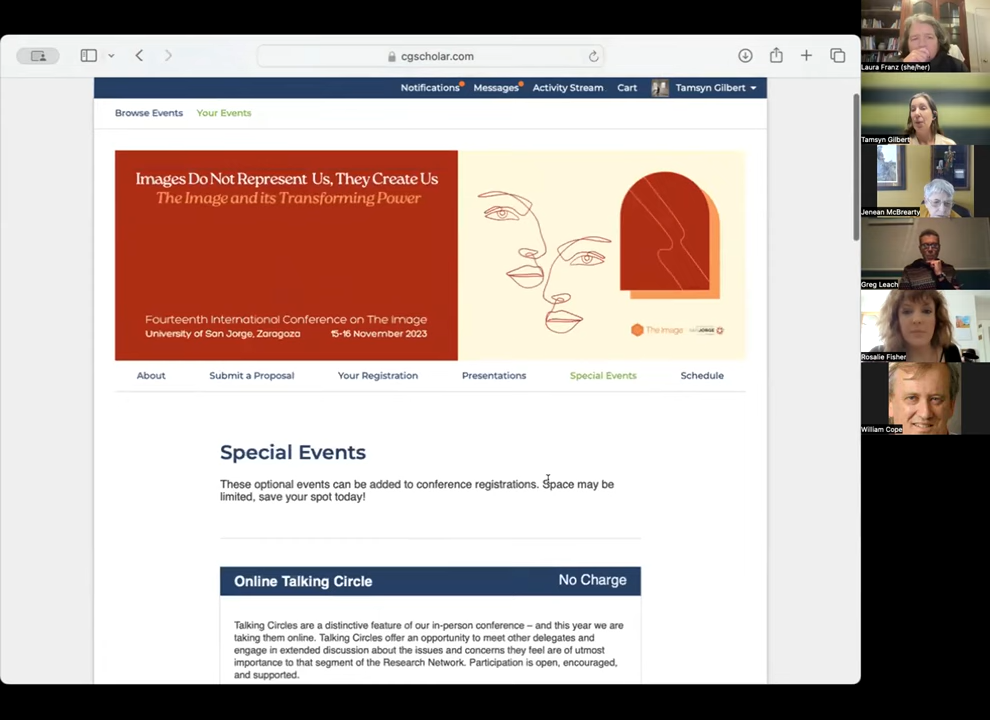 cgscholar.com
Notifications Messages Activity Stream Cart Tamsyn Gilbert
Browse Events Your Events
Images Do Not Represent Us, They Create Us
The Image and its Transforming Power
Fourteenth International Conference on The Image
University of San Jorge, Zaragoza 15-16 November 2023
The Image
About Submit a Proposal Your Registration Presentations Special Events Schedule
Special Events
These optional events can be added to conference registrations. Space may be
limited, save your spot today!
Online Talking Circle No Charge
Talking Circles are a distinctive feature of our in-person conference – and this year we are
taking them online. Talking Circles offer an opportunity to meet other delegates and
engage in extended discussion about the issues and concerns they feel are of utmost
importance to that segment of the Research Network. Participation is open, encouraged,
and supported.
Laura Franz (she/her)
Tamsyn Gilbert
Jenean McBrearty
Greg Leach
Rosalie Fisher
William Cope